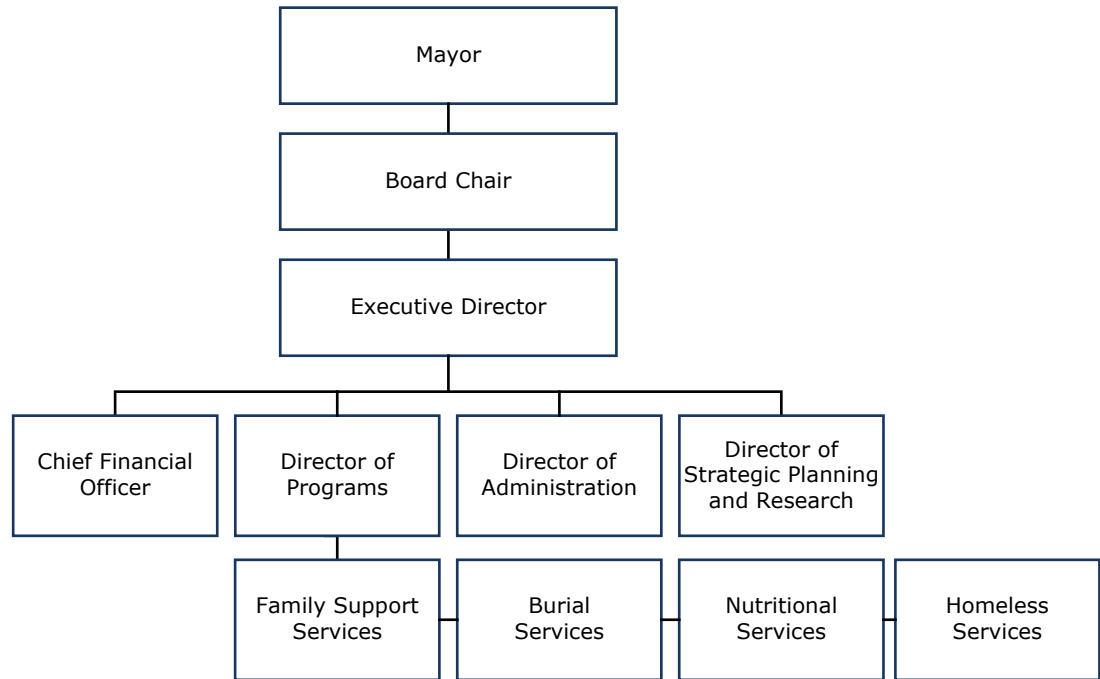 Mayor
Board Chair
Executive Director
Chief Financial
Officer
Director of
Programs
Director of
Administration
Director of
Strategic Planning
and Research
Family Support
Services
Burial
Services
Nutritional
Services
Homeless
Services